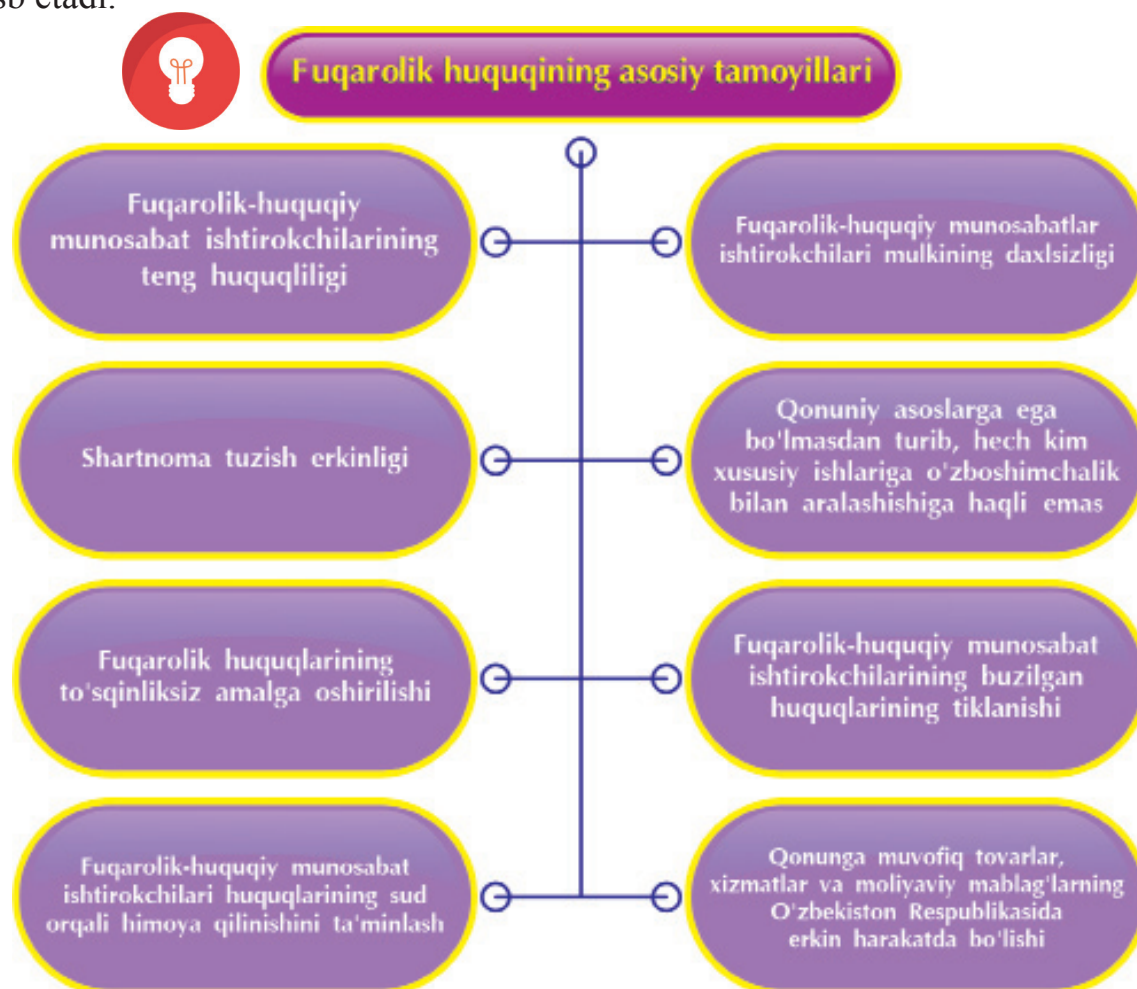 etadi.
Fuqarolik huquqining asosiy tamoyillari
Fuqarolik-huquqiy
munosabat ishtirokchilarining
teng huquqliligi
Fuqarolik-huquqiy munosabatlar
ishtirokchilari mulkining daxlsizligi
Shartnoma tuzish erkinligi
Qonuniy asoslarga ega
bo'lmasdan turib, hech kim
xususiy ishlariga o'zboshimchalik
bilan aralashishiga haqli emas
Fuqarolik huquqlarining
to'sqinliksiz amalga oshirilishi
Fuqarolik-huquqiy munosabat
ishtirokchilarining buzilgan
huquqlarining tiklanishi
Fuqarolik-huquqiy munosabat
ishtirokchilari huquqlarining sud
orqali himoya qilinishini ta'minlash
Qonunga muvofiq tovarlar,
xizmatlar va moliyaviy mablag'larning
O'zbekiston Respublikasida
erkin harakatda bo'lishi